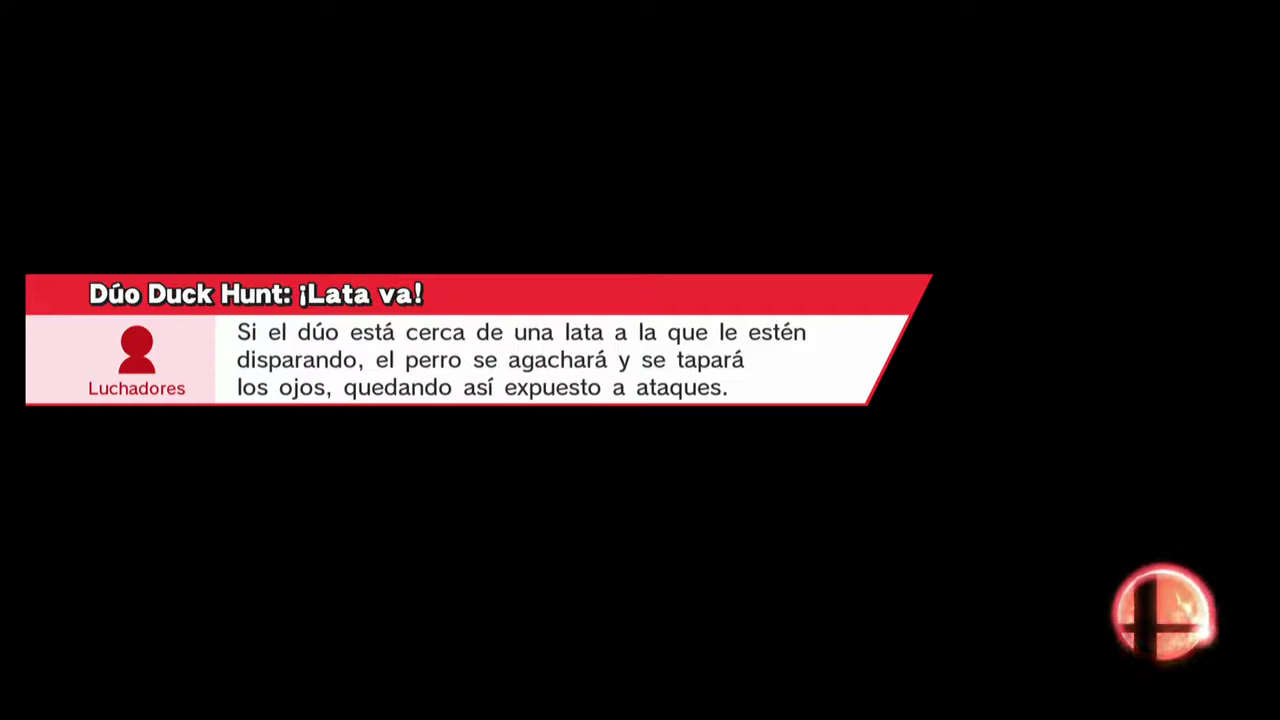 Dúo Duck Hunt: ¡Lata va!
Si el dúo está cerca de una lata a la que le estén
disparando, el perro se agachará y se tapará
los ojos, quedando así expuesto a ataques.
Luchadores